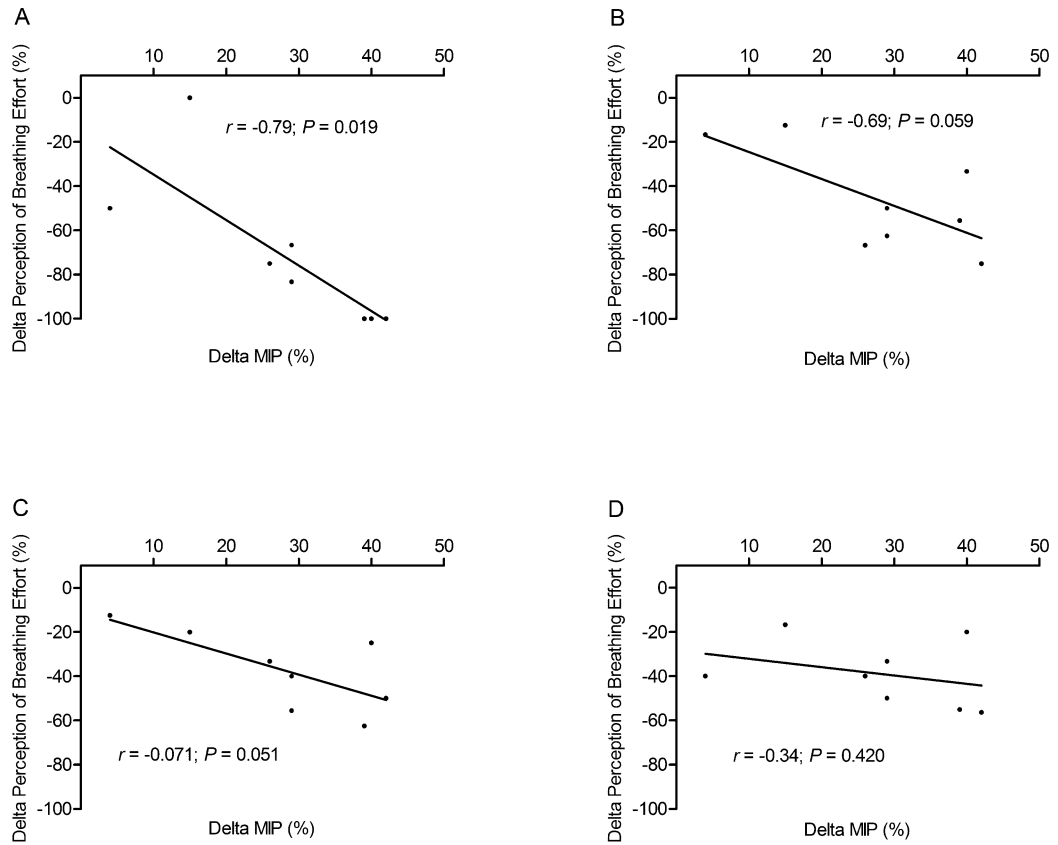 A
10 20 30 40 50
0
-20
-40
-60
-80
-100
Delta Perception of Breathing Effort (%)
r = -0.79; P = 0.019
Delta MIP (%)
B
10 20 30 40 50
0
-20
-40
-60
-80
-100
Delta Perception of Breathing Effort (%)
r = -0.69; P = 0.059
Delta MIP (%)
C
10 20 30 40 50
0
-20
-40
-60
-80
-100
Delta Perception of Breathing Effort (%)
r = -0.071; P = 0.051
Delta MIP (%)
D
10 20 30 40 50
0
-20
-40
-60
-80
-100
Delta Perception of Breathing Effort (%)
r = -0.34; P = 0.420
Delta MIP (%)